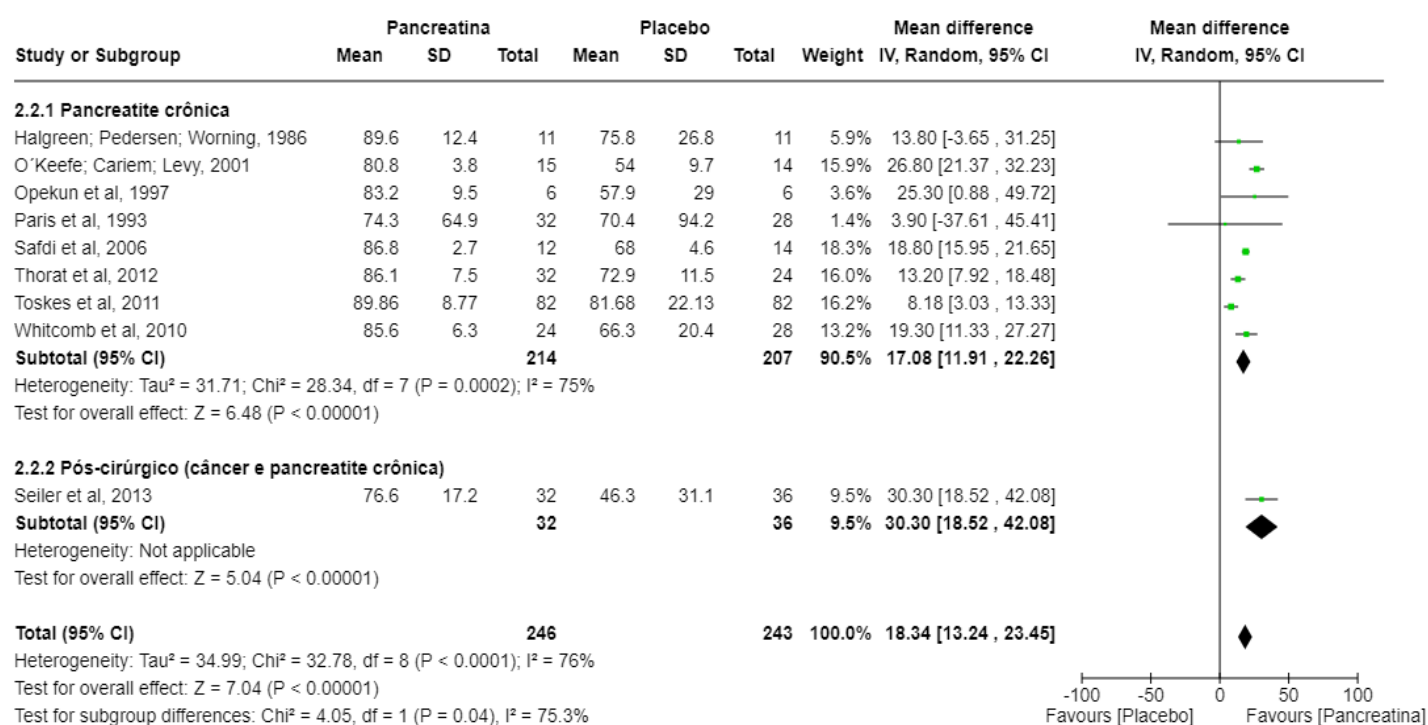 Pancreatina Placebo Mean difference Mean difference
Study or Subgroup Mean SD Total Mean SD Total Weight IV, Random, 95% CI IV, Random, 95% CI
2.2.1 Pancreatite crônica
Halgreen; Pedersen; Worning, 1986 89.6 12.4 11 75.8 26.8 11 5.9% 13.80 [-3.65 , 31.25]
O´Keefe; Cariem; Levy, 2001 80.8 3.8 15 54 9.7 14 15.9% 26.80 [21.37 , 32.23]
Opekun et al, 1997 83.2 9.5 6 57.9 29 6 3.6% 25.30 [0.88 , 49.72]
Paris et al, 1993 74.3 64.9 32 70.4 94.2 28 1.4% 3.90 [-37.61 , 45.41]
Safdi et al, 2006 86.8 2.7 12 68 4.6 14 18.3% 18.80 [15.95 , 21.65]
Thorat et al, 2012 86.1 7.5 32 72.9 11.5 24 16.0% 13.20 [7.92 , 18.48]
Toskes et al, 2011 89.86 8.77 82 81.68 22.13 82 16.2% 8.18 [3.03 , 13.33]
Whitcomb et al, 2010 85.6 6.3 24 66.3 20.4 28 13.2% 19.30 [11.33 , 27.27]
Subtotal (95% CI) 214 207 90.5% 17.08 [11.91 , 22.26]
Heterogeneity: Tau² = 31.71; Chi² = 28.34, df = 7 (P = 0.0002); I² = 75%
Test for overall effect: Z = 6.48 (P < 0.00001)
2.2.2 Pós-cirúrgico (câncer e pancreatite crônica)
Seiler et al, 2013 76.6 17.2 32 46.3 31.1 36 9.5% 30.30 [18.52 , 42.08]
Subtotal (95% CI) 32 36 9.5% 30.30 [18.52 , 42.08]
Heterogeneity: Not applicable
Test for overall effect: Z = 5.04 (P < 0.00001)
Total (95% CI) 246 243 100.0% 18.34 [13.24 , 23.45]
Heterogeneity: Tau² = 34.99; Chi² = 32.78, df = 8 (P < 0.0001); I² = 76%
Test for overall effect: Z = 7.04 (P < 0.00001)
-100 -50 0 50 100
Test for subgroup differences: Chi² = 4.05, df = 1 (P = 0.04), I² = 75.3% Favours [Placebo] Favours [Pancreatina]